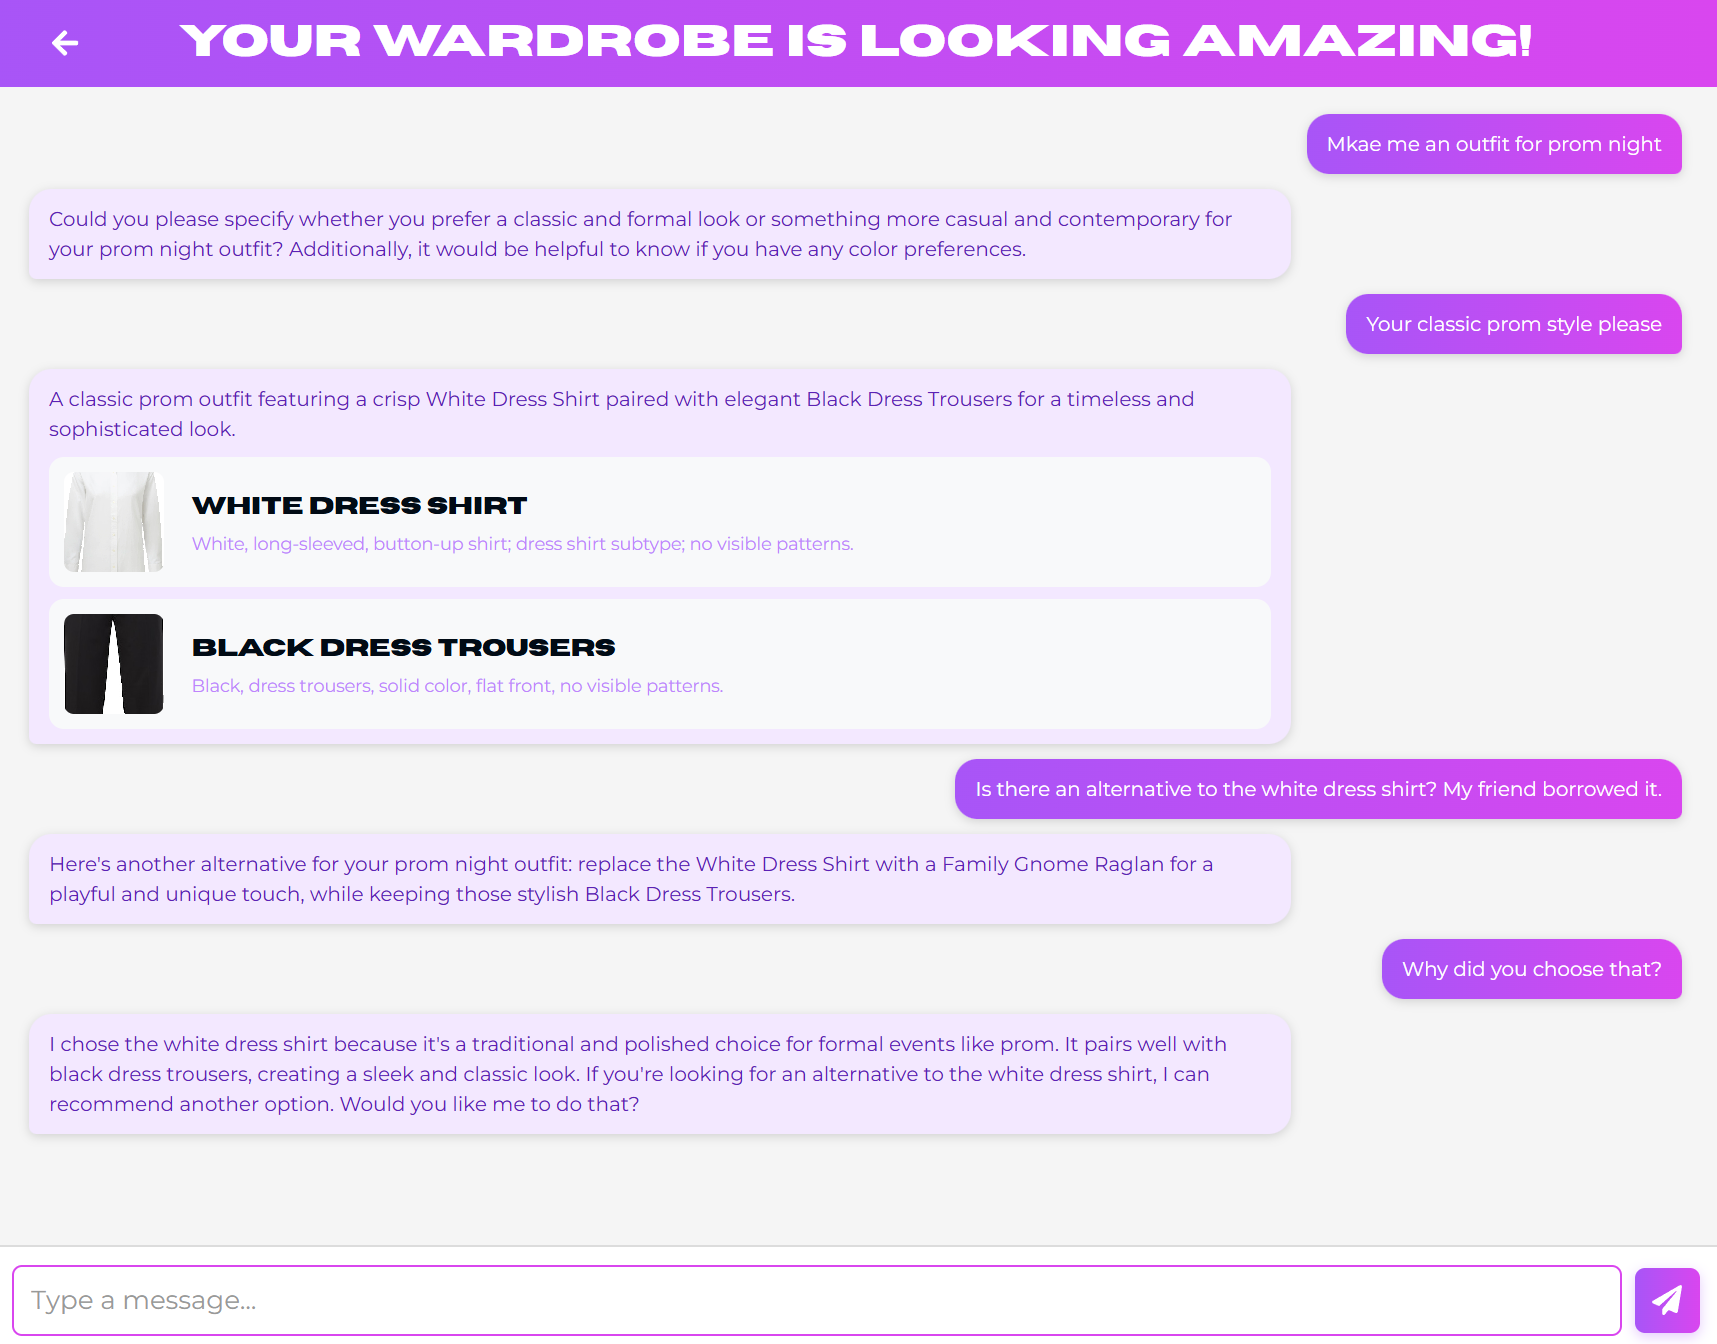 YOUR WARDROBE IS LOOKING AMAZING!
Mkae me an outfit for prom night
Could you please specify whether you prefer a classic and formal look or something more casual and contemporary for
your prom night outfit? Additionally, it would be helpful to know if you have any color preferences.
Your classic prom style please
A classic prom outfit featuring a crisp White Dress Shirt paired with elegant Black Dress Trousers for a timeless and
sophisticated look.
WHITE DRESS SHIRT
White, long-sleeved, button-up shirt; dress shirt subtype; no visible patterns.
BLACK DRESS TROUSERS
Black, dress trousers, solid color, flat front, no visible patterns.
Is there an alternative to the white dress shirt? My friend borrowed it.
Here's another alternative for your prom night outfit: replace the White Dress Shirt with a Family Gnome Raglan for a
playful and unique touch, while keeping those stylish Black Dress Trousers.
Why did you choose that?
I chose the white dress shirt because it's a traditional and polished choice for formal events like prom. It pairs well with
black dress trousers, creating a sleek and classic look. If you're looking for an alternative to the white dress shirt, I can
recommend another option. Would you like me to do that?
Type a message...